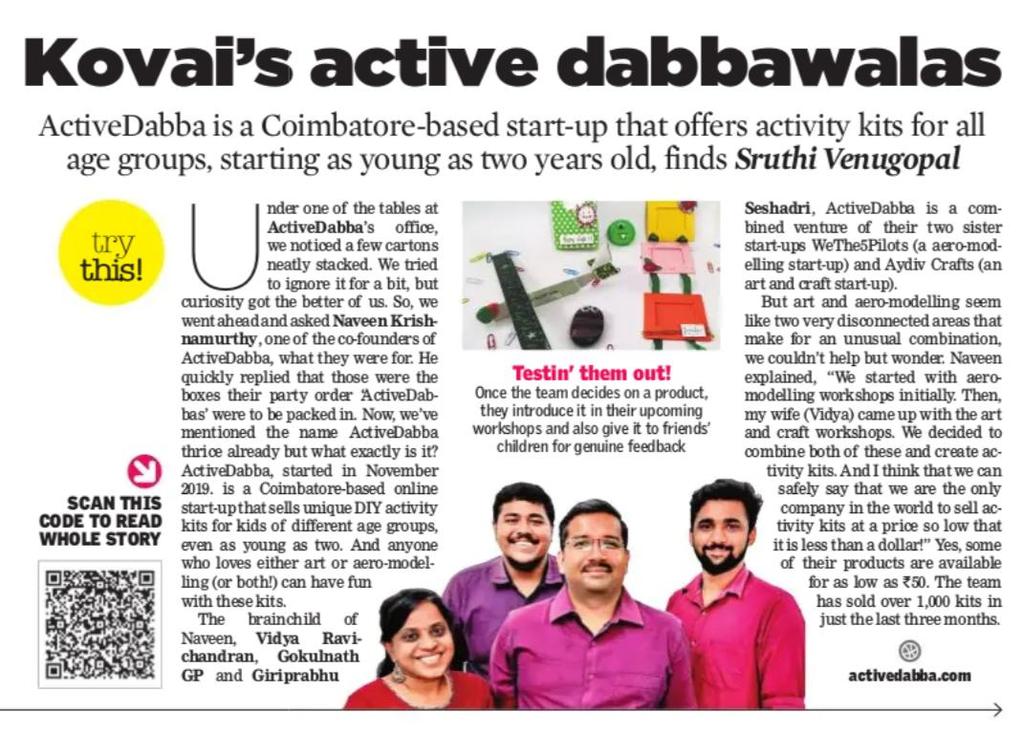 Kovai's active dabbawalas
ActiveDabba is a Coimbatore-based start-up that offers activity kits for all
age groups, starting as young as two years old, finds Sruthi Venugopal
try
this!
SCAN THIS
CODE TO READ
WHOLE STORY
Under one of the tables at
ActiveDabba's office,
we noticed a few cartons
neatly stacked. We tried
to ignore it for a bit, but
curiosity got the better of us. So, we
went ahead and asked Naveen Krish-
namurthy, one of the co-founders of
ActiveDabba, what they were for. He
quickly replied that those were the
boxes their party order 'ActiveDab-
bas' were to be packed in. Now, we've
mentioned the name ActiveDabba
thrice already but what exactly is it?
ActiveDabba, started in November
2019. is a Coimbatore-based online
start-up that sells unique DIY activity
kits for kids of different age groups,
even as young as two. And anyone
who loves either art or aero-model-
ling (or both!) can have fun
with these kits.
The brainchild of
Naveen, Vidya Ravi-
chandran, Gokulnath
GP and Giriprabhu
Testin' them out!
Once the team decides on a product,
they introduce it in their upcoming
workshops and also give it to friends'
children for genuine feedback
Seshadri, ActiveDabba is a com-
bined venture of their two sister
start-ups WeThe5Pilots (a aero-mod-
elling start-up) and Aydiv Crafts (an
art and craft start-up).
But art and aero-modelling seem
like two very disconnected areas that
make for an unusual combination,
we couldn't help but wonder. Naveen
explained, "We started with aero-
modelling workshops initially. Then,
my wife (Vidya) came up with the art
and craft workshops. We decided to
combine both of these and create ac-
tivity kits. And I think that we can
safely say that we are the only
company in the world to sell ac-
tivity kits at a price so low that
it is less than a dollar!" Yes, some
of their products are available
for as low as ₹50. The team
has sold over 1,000 kits in
just the last three months.
activedabba.com